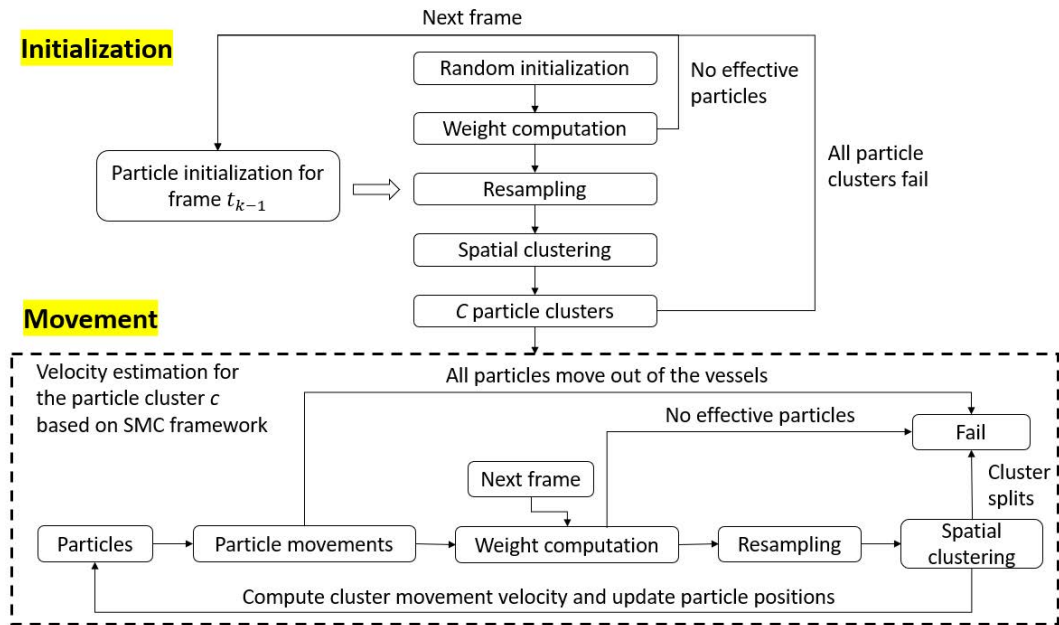 Next frame
Initialization
Random initialization
No effective
particles
Weight computation
Particle initialization for
frame t_{k−1}
All particle
clusters fail
Resampling
Spatial clustering
C particle clusters
Movement
Velocity estimation for
the particle cluster c
based on SMC framework
All particles move out of the vessels
No effective particles
Fail
Next frame
Cluster
splits
Particles
Particle movements
Weight computation
Resampling
Spatial
clustering
Compute cluster movement velocity and update particle positions